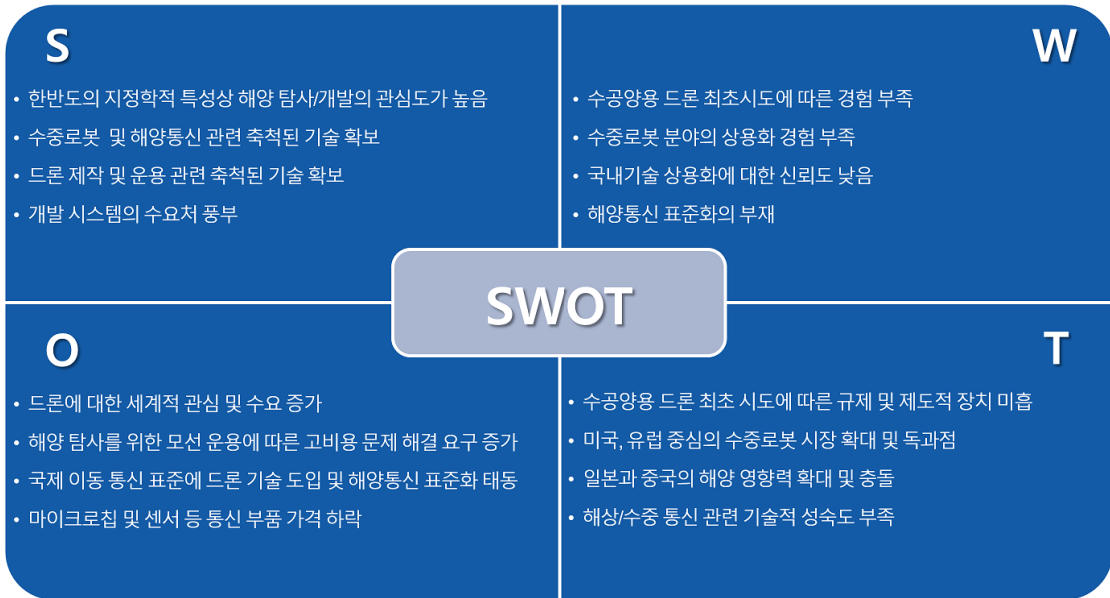 S
• 한반도의 지정학적 특성상 해양 탐사/개발의 관심도가 높음
• 수중로봇 및 해양통신 관련 축척된 기술 확보
• 드론 제작 및 운용 관련 축척된 기술 확보
• 개발 시스템의 수요처 풍부
W
• 수공양용 드론 최초시도에 따른 경험 부족
• 수중로봇 분야의 상용화 경험 부족
• 국내기술 상용화에 대한 신뢰도 낮음
• 해양통신 표준화의 부재
SWOT
O
• 드론에 대한 세계적 관심 및 수요 증가
• 해양 탐사를 위한 모선 운용에 따른 고비용 문제 해결 요구 증가
• 국제 이동 통신 표준에 드론 기술 도입 및 해양통신 표준화 태동
• 마이크로칩 및 센서 등 통신 부품 가격 하락
T
• 수공양용 드론 최초 시도에 따른 규제 및 제도적 장치 미흡
• 미국, 유럽 중심의 수중로봇 시장 확대 및 독과점
• 일본과 중국의 해양 영향력 확대 및 충돌
• 해상/수중 통신 관련 기술적 성숙도 부족